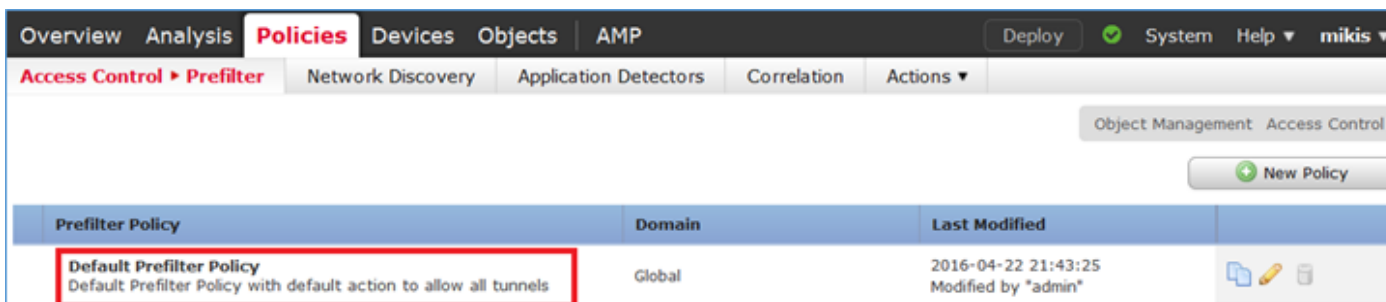 Overview Analysis Policies Devices Objects AMP Deploy System Help ▼ mikis ▼
Access Control ▸ Prefilter Network Discovery Application Detectors Correlation Actions ▼
Object Management Access Control
New Policy
Prefilter Policy Domain Last Modified
Default Prefilter Policy
Default Prefilter Policy with default action to allow all tunnels
Global
2016-04-22 21:43:25
Modified by "admin"